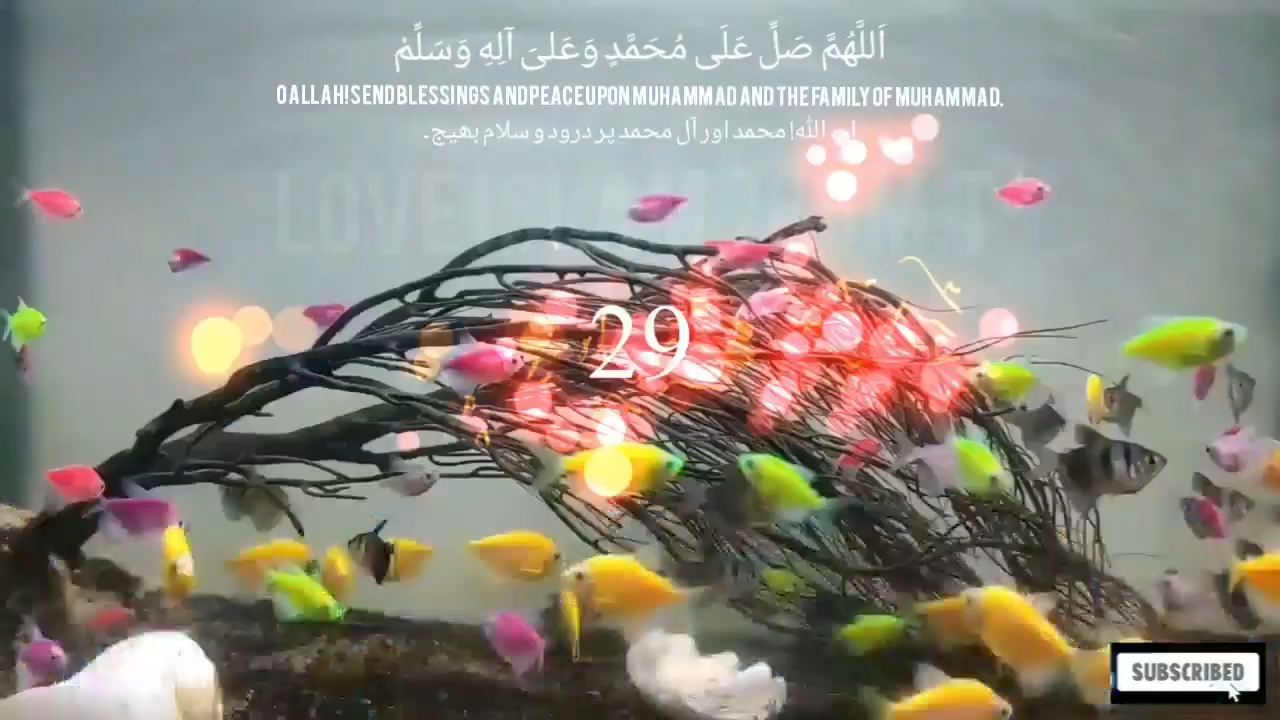 اَللَّهُمَّ صَلِّ عَلَى مُحَمَّدٍ وَعَلىَ آلِهِ وَسَلِّمْ
O ALLAH! SEND BLESSINGS AND PEACE UPON MUHAMMAD AND THE FAMILY OF MUHAMMAD.
اے اللہ! محمد اور آل محمد پر درود و سلام بھیج۔
29
SUBSCRIBED